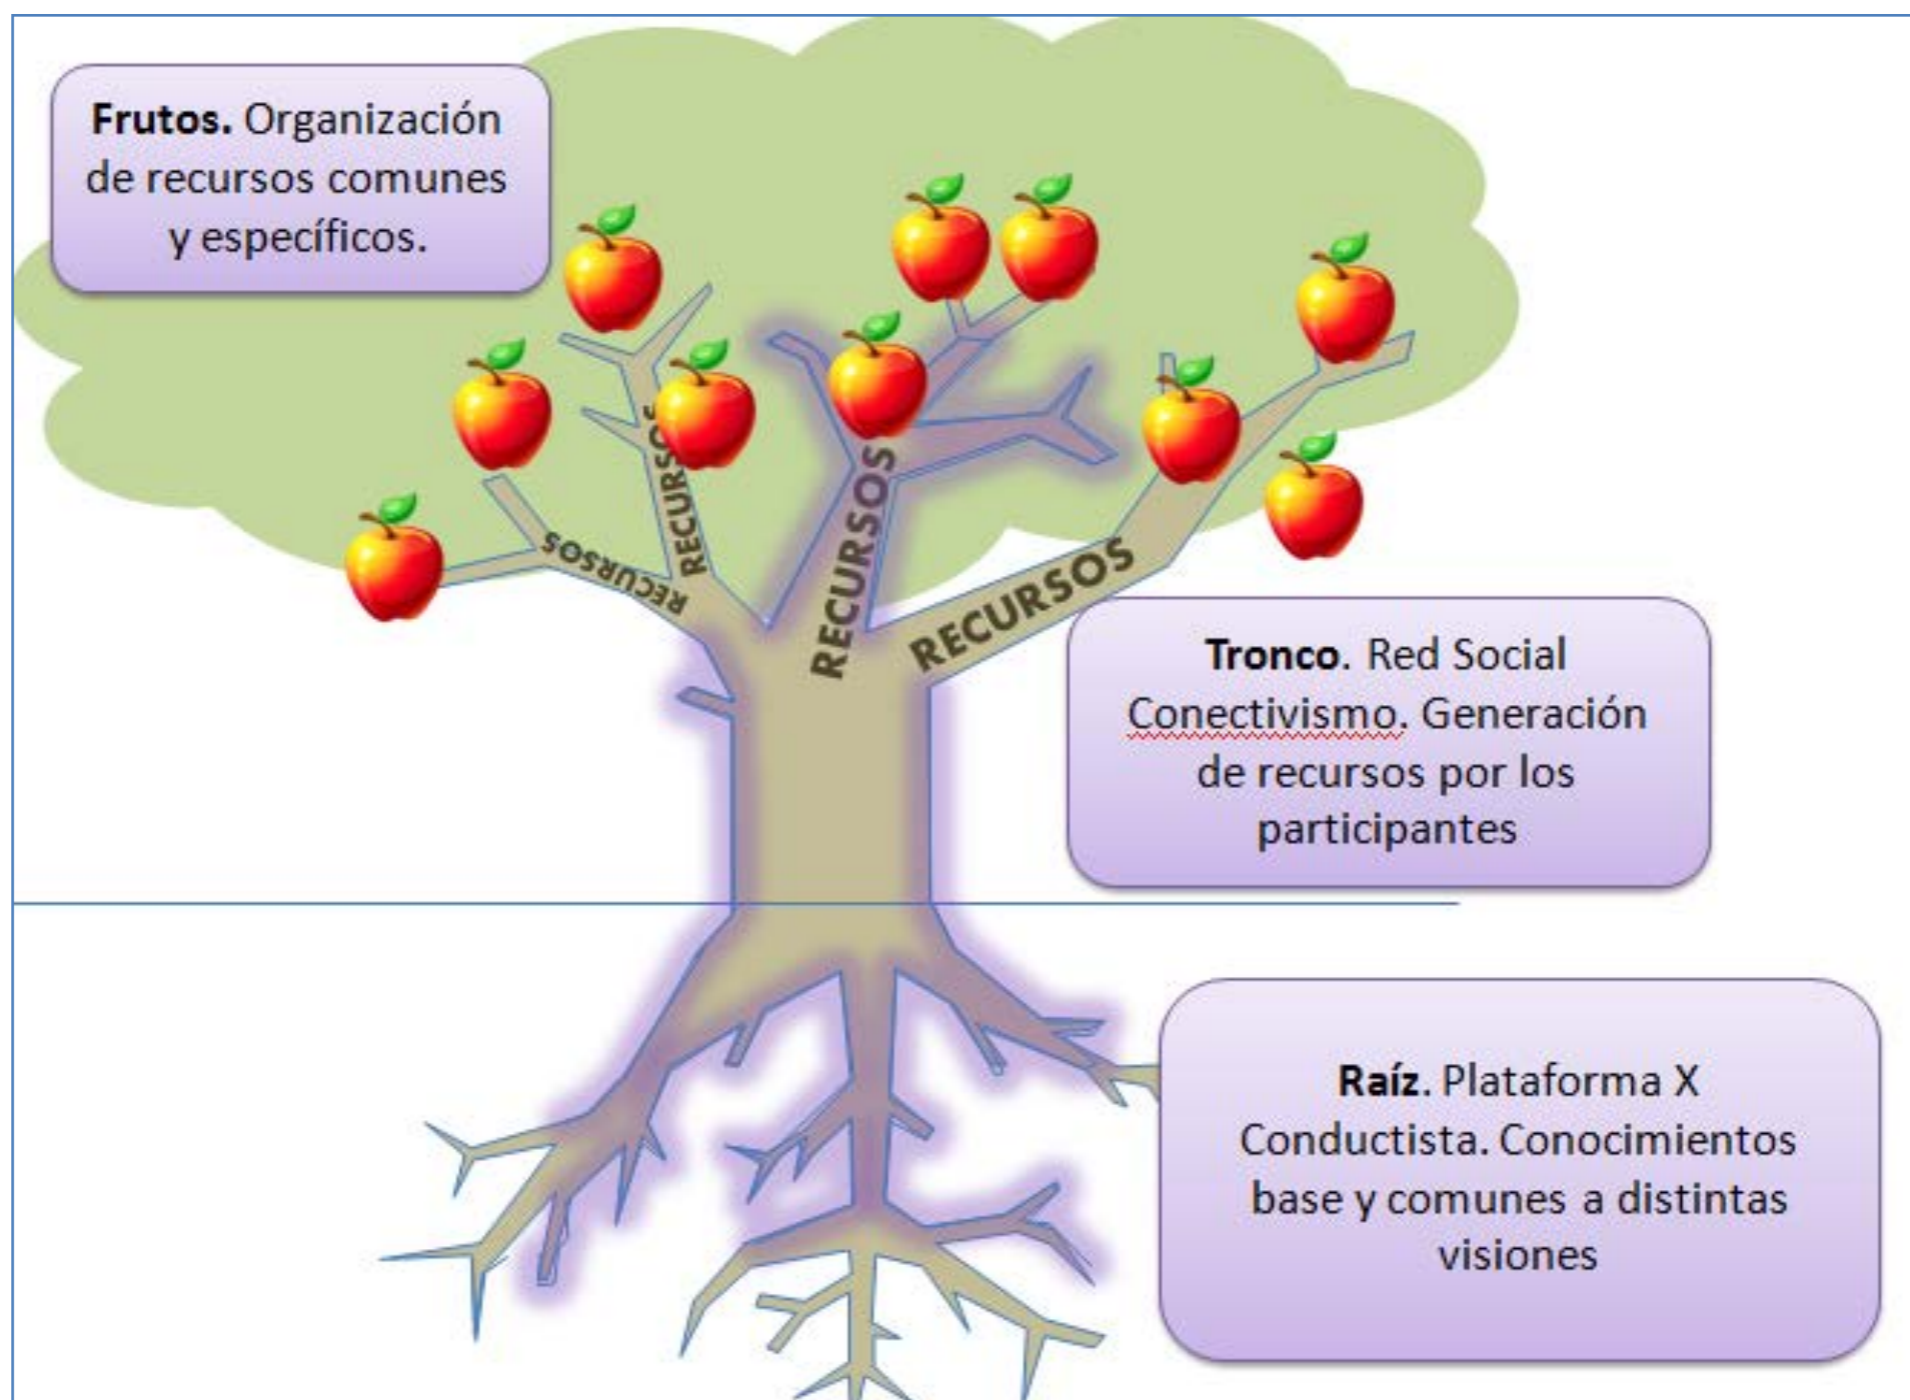 Frutos. Organización
de recursos comunes
y específicos.
RECURSOS
RECURSOS
RECURSOS
RECURSOS
Tronco. Red Social
Conectivismo. Generación
de recursos por los
participantes
Raíz. Plataforma X
Conductista. Conocimientos
base y comunes a distintas
visiones